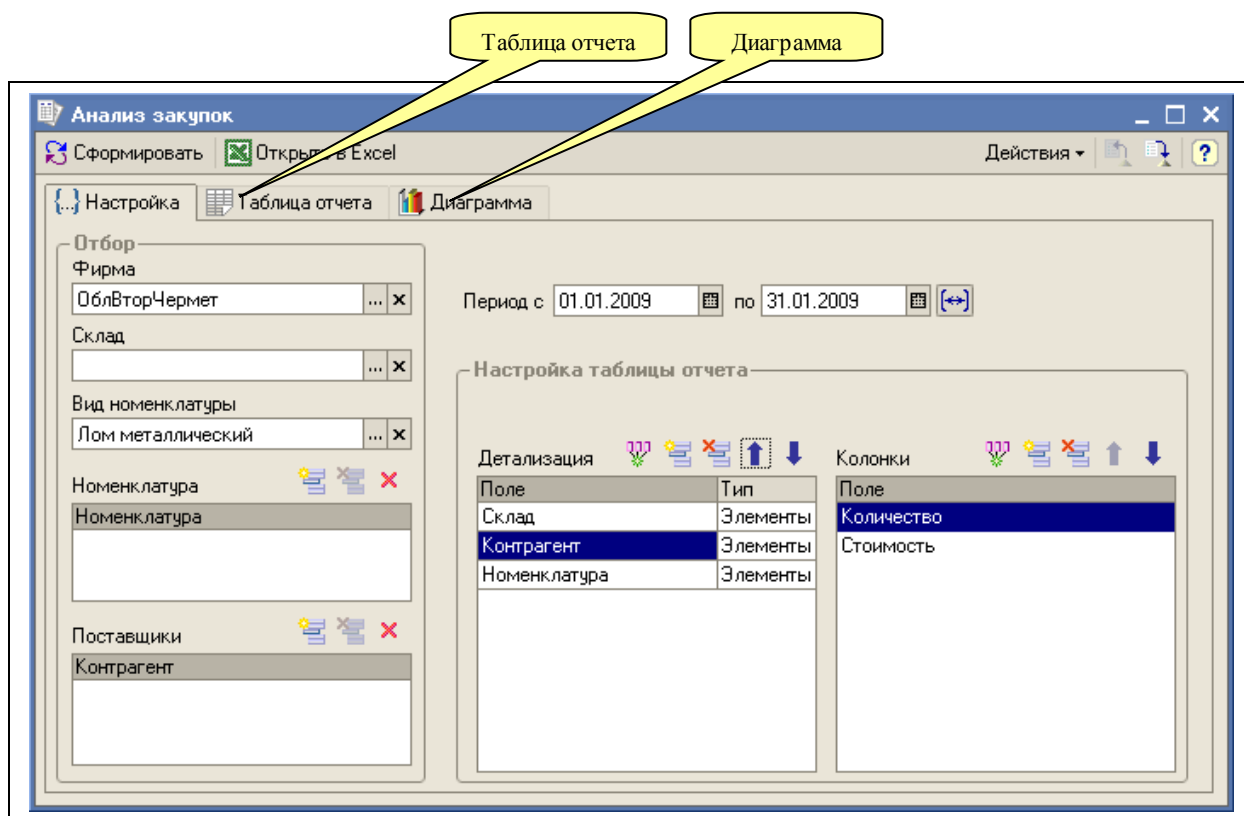 Таблица отчета
Диаграмма
Анализ закупок
Сформировать
Открыть в Excel
Действия
?
{...} Настройка
Таблица отчета
Диаграмма
Отбор
Фирма
ОблВторЧермет
...
Период с 01.01.2009 по 31.01.2009
Склад
...
Настройка таблицы отчета
Вид номенклатуры
Лом металлический
...
Детализация
Колонки
Номенклатура
Поле Тип
Поле
Номенклатура
Склад Элементы
Количество
Контрагент Элементы
Стоимость
Номенклатура Элементы
Поставщики
Контрагент